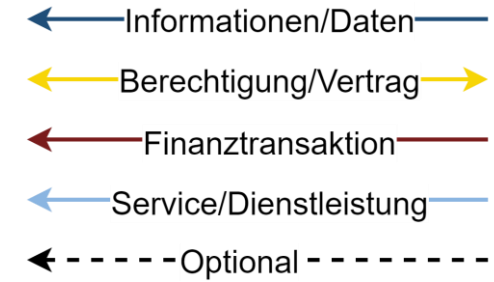 Informationen/Daten
Berechtigung/Vertrag
Finanztransaktion
Service/Dienstleistung
Optional